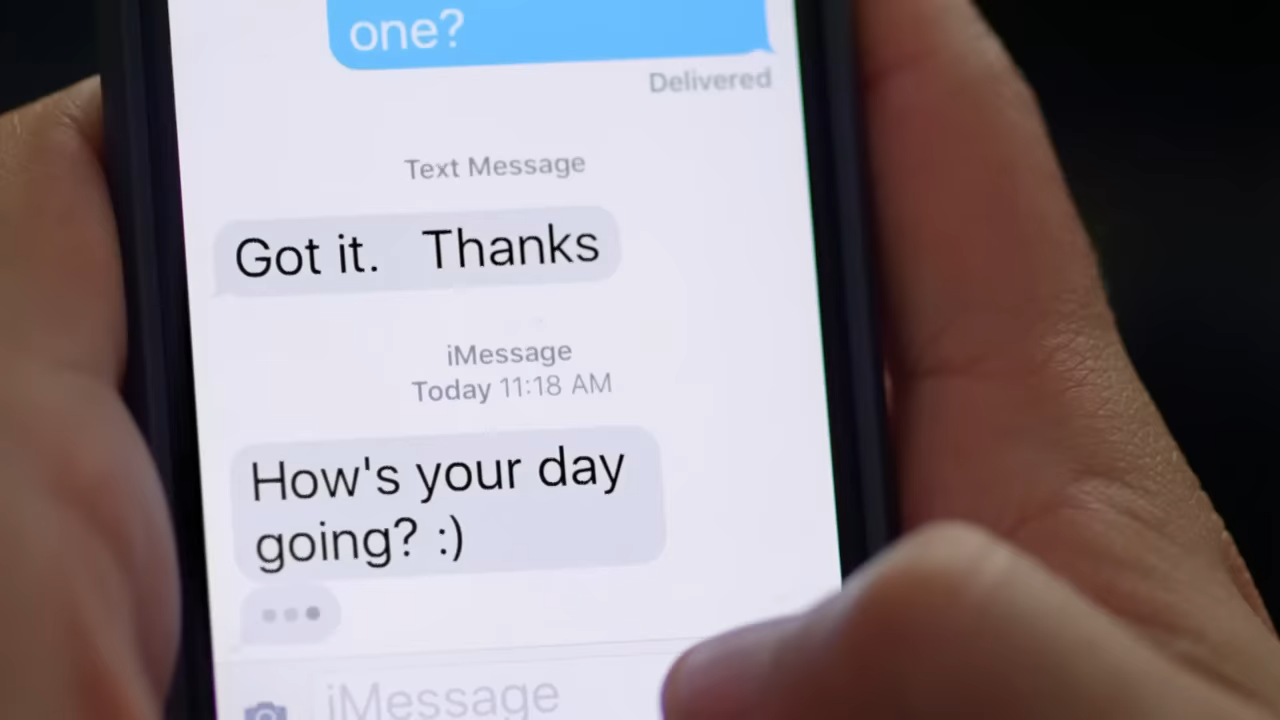 one?
Delivered
Text Message
Got it. Thanks
iMessage
Today 11:18 AM
How's your day
going? :)
iMessage